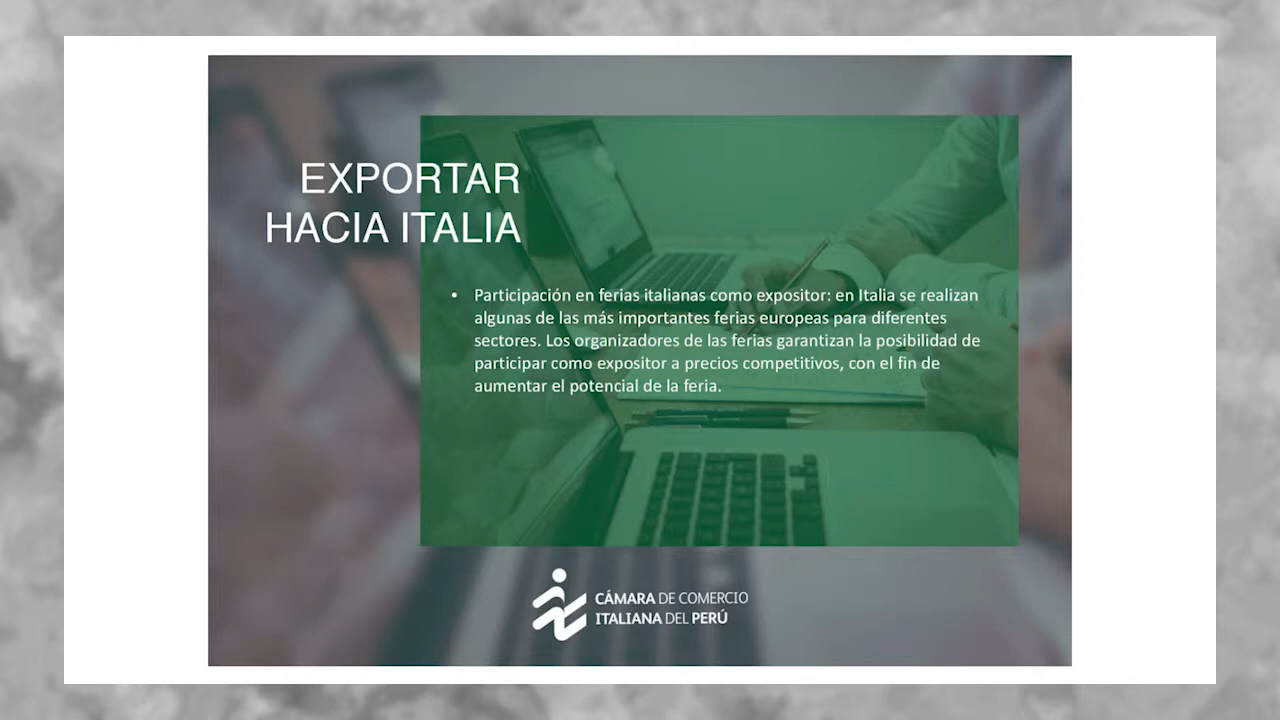 EXPORTAR
HACIA ITALIA
• Participación en ferias italianas como expositor: en Italia se realizan
algunas de las más importantes ferias europeas para diferentes
sectores. Los organizadores de las ferias garantizan la posibilidad de
participar como expositor a precios competitivos, con el fin de
aumentar el potencial de la feria.
CÁMARA DE COMERCIO
ITALIANA DEL PERÚ